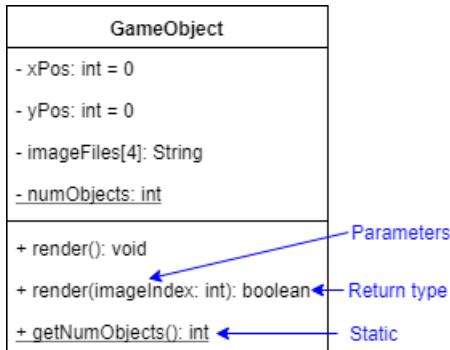 GameObject
- xPos: int = 0
- yPos: int = 0
- imageFiles[4]: String
- numObjects: int
+ render(): void
Parameters
+ render(imageIndex: int): boolean
Return type
+ getNumObjects(): int
Static